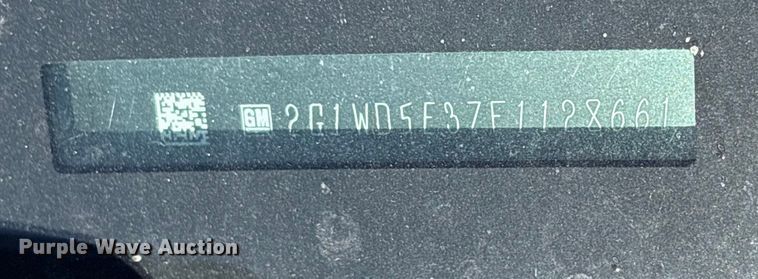 GM 2G1WD5E37E1128661
Purple Wave Auction